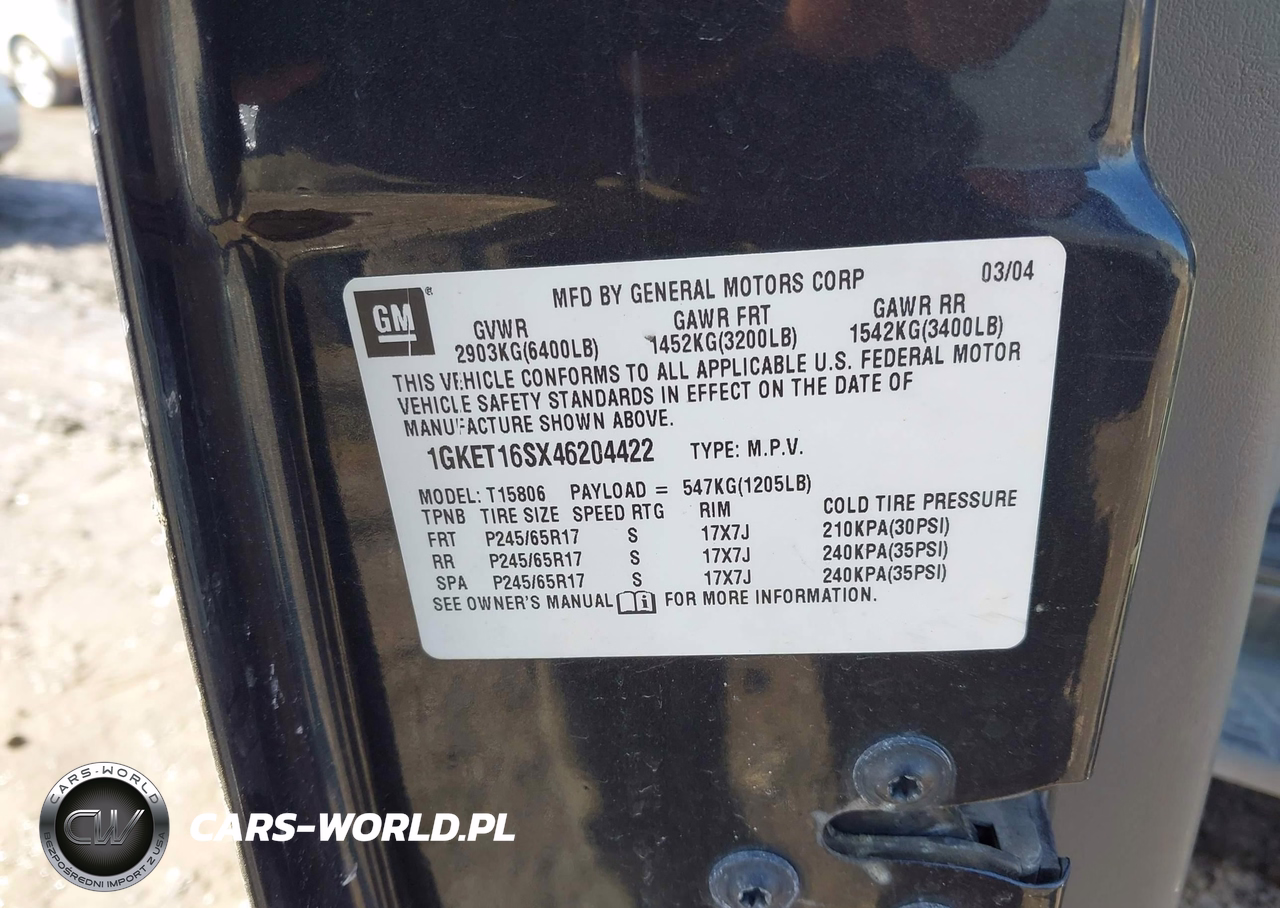 GM
MFD BY GENERAL MOTORS CORP 03/04
GVWR GAWR FRT GAWR RR
2903KG(6400LB) 1452KG(3200LB) 1542KG(3400LB)
THIS VEHICLE CONFORMS TO ALL APPLICABLE U.S. FEDERAL MOTOR
VEHICLE SAFETY STANDARDS IN EFFECT ON THE DATE OF
MANUFACTURE SHOWN ABOVE.
1GKET16SX46204422 TYPE: M.P.V.
MODEL: T15806 PAYLOAD = 547KG(1205LB)
TPNB TIRE SIZE SPEED RTG RIM COLD TIRE PRESSURE
FRT P245/65R17 S 17X7J 210KPA(30PSI)
RR P245/65R17 S 17X7J 240KPA(35PSI)
SPA P245/65R17 S 17X7J 240KPA(35PSI)
SEE OWNER'S MANUAL FOR MORE INFORMATION.
CARS-WORLD
CW
BEZPOŚREDNI IMPORT Z USA
CARS-WORLD.PL